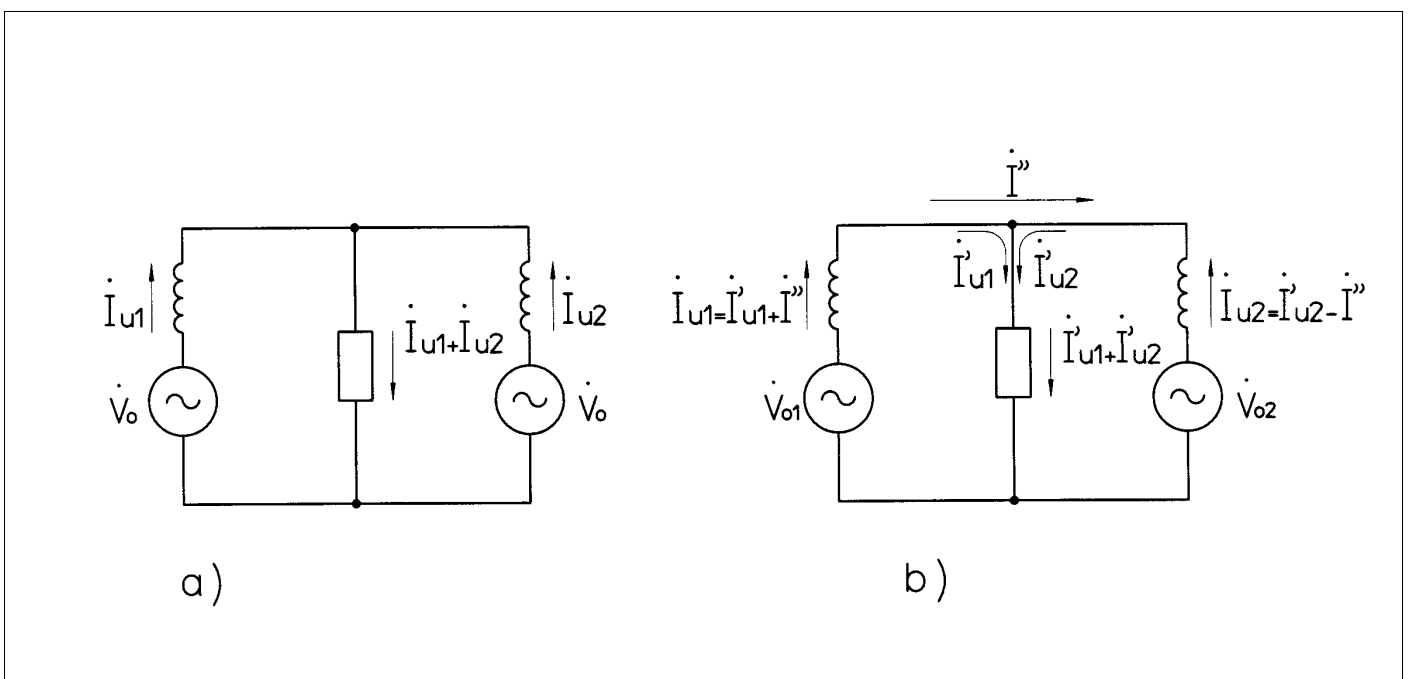 İu1
V̇o
İu1+İu2
İu2
V̇o
a)
İ”
İu1=İ’u1+İ”
İ’u1
İ’u2
İ’u1+İ’u2
İu2=İ’u2-İ”
V̇o1
V̇o2
b)